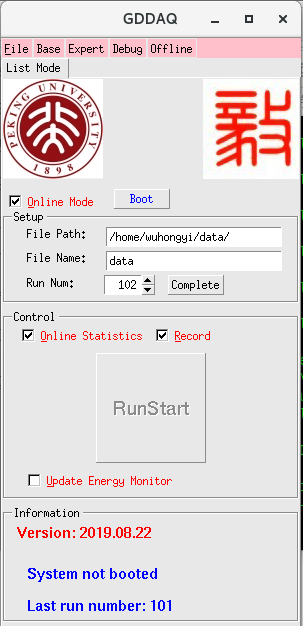 GDDAQ
File Base Expert Debug Offline
List Mode
PEKING UNIVERSITY
1898
毅
Online Mode Boot
Setup
File Path: /home/wuhongyi/data/
File Name: data
Run Num: 102 Complete
Control
Online Statistics Record
RunStart
Update Energy Monitor
Information
Version: 2019.08.22
System not booted
Last run number: 101